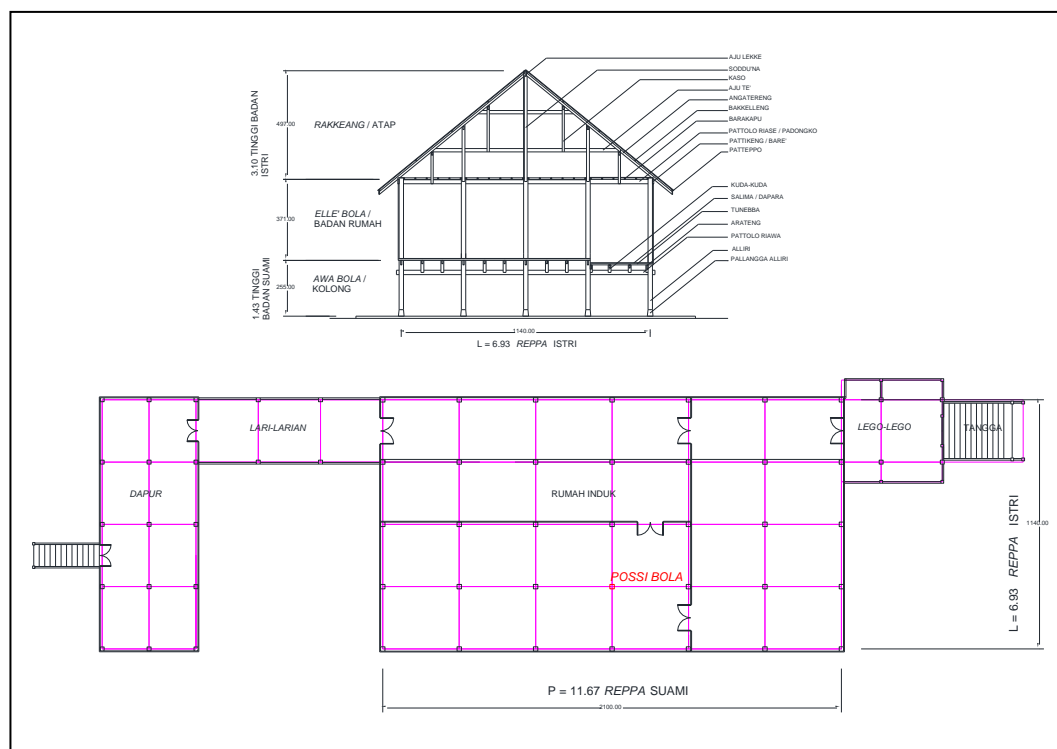 AJU LEKKE
SODDU'NA
KASO
AJU TE'
ANGATERENG
BAKKELLENG
BARAKAPU
PATTOLO RIASE / PADONGKO
PATTIKENG / BARE'
PATTEPPO
KUDA-KUDA
SALIMA / DAPARA
TUNEBBA
ARATENG
PATTOLO RIAWA
ALLIRI
PALLANGGA ALLIRI
3.10 TINGGI BADAN
ISTRI
497.00
RAKKEANG / ATAP
371.00
ELLE' BOLA /
BADAN RUMAH
1.43 TINGGI
BADAN SUAMI
255.00
AWA BOLA /
KOLONG
1140.00
L = 6.93 REPPA ISTRI
LARI-LARIAN
LEGO-LEGO
TANGGA
DAPUR
RUMAH INDUK
POSSI BOLA
L = 6.93 REPPA ISTRI
1140.00
P = 11.67 REPPA SUAMI
2100.00